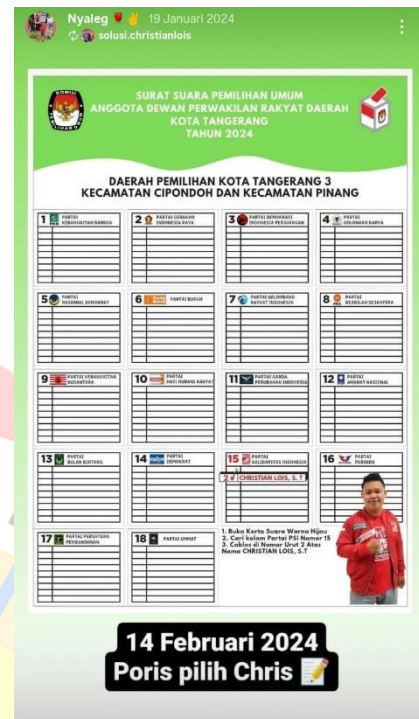 Nyaleg 🌹✌️ 19 Januari 2024
solusi.christianlois
SURAT SUARA PEMILIHAN UMUM
ANGGOTA DEWAN PERWAKILAN RAKYAT DAERAH
KOTA TANGERANG
TAHUN 2024
DAERAH PEMILIHAN KOTA TANGERANG 3
KECAMATAN CIPONDOH DAN KECAMATAN PINANG
1 PARTAI
KEBANGKITAN BANGSA
2 PARTAI GERAKAN
INDONESIA RAYA
3 PARTAI DEMOKRASI
INDONESIA PERJUANGAN
4 PARTAI
GOLONGAN KARYA
5 PARTAI
NASIONAL DEMOKRAT
6 PARTAI BURUH
7 PARTAI GELOMBANG
RAKYAT INDONESIA
8 PARTAI
KEADILAN SEJAHTERA
9 PARTAI KEBANGKITAN
NUSANTARA
10 PARTAI
HATI NURANI RAKYAT
11 PARTAI GARDA
PERUBAHAN INDONESIA
12 PARTAI
AMANAT NASIONAL
13 PARTAI
BULAN BINTANG
14 PARTAI
DEMOKRAT
15 PARTAI
SOLIDARITAS INDONESIA
2 CHRISTIAN LOIS, S.T
16 PARTAI
PERINDO
17 PARTAI PERSATUAN
PEMBANGUNAN
18 PARTAI UMMAT
1. Buka Kerta Suara Warna Hijau
2. Cari kolom Partai PSI Nomor 15
3. Coblos di Nomor Urut 2 Atas
Nama CHRISTIAN LOIS, S.T
14 Februari 2024
Poris pilih Chris 📝